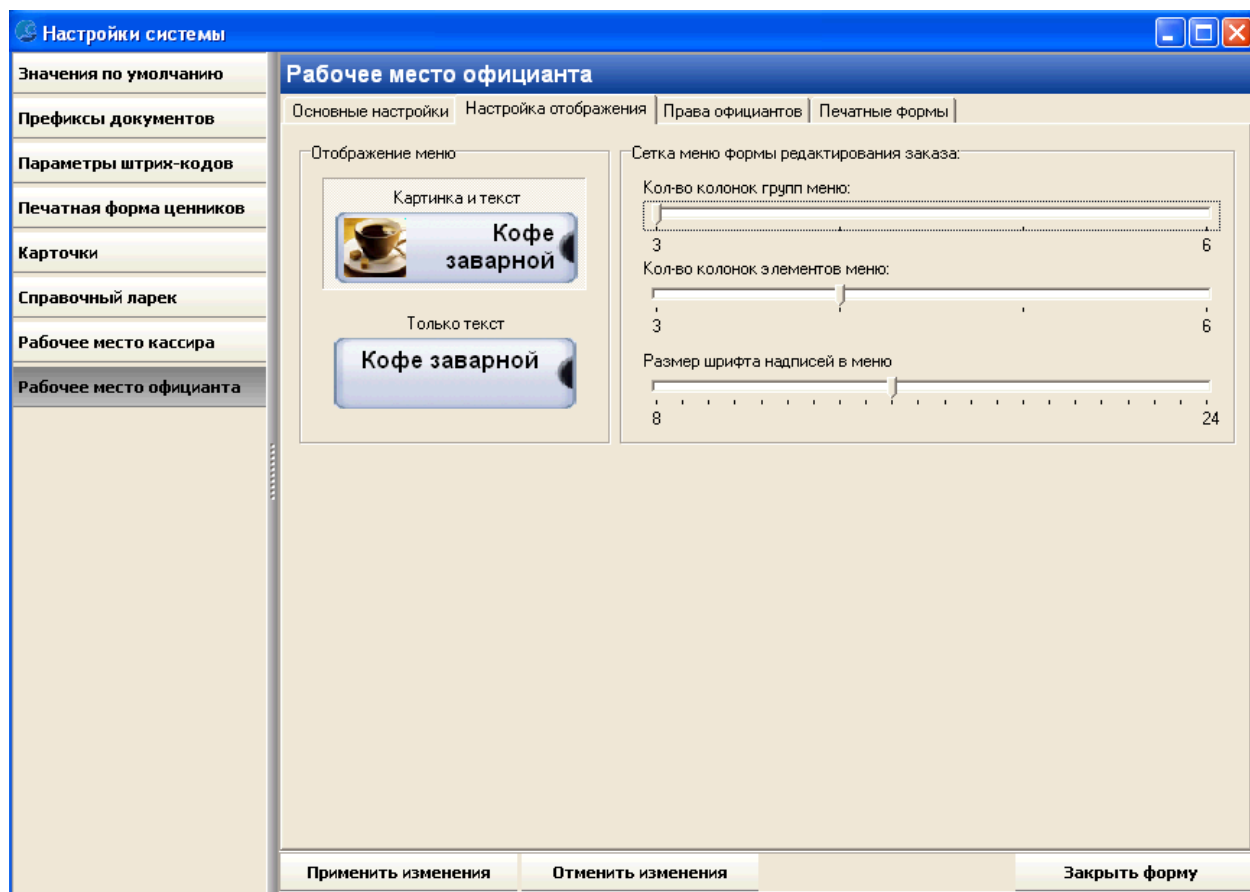 Настройки системы
Значения по умолчанию
Префиксы документов
Параметры штрих-кодов
Печатная форма ценников
Карточки
Справочный ларек
Рабочее место кассира
Рабочее место официанта
Рабочее место официанта
Основные настройки Настройка отображения Права официантов Печатные формы
Отображение меню
Картинка и текст
Кофе
заварной
Только текст
Кофе заварной
Сетка меню формы редактирования заказа:
Кол-во колонок групп меню:
3 6
Кол-во колонок элементов меню:
3 6
Размер шрифта надписей в меню
8 24
Применить изменения Отменить изменения Закрыть форму